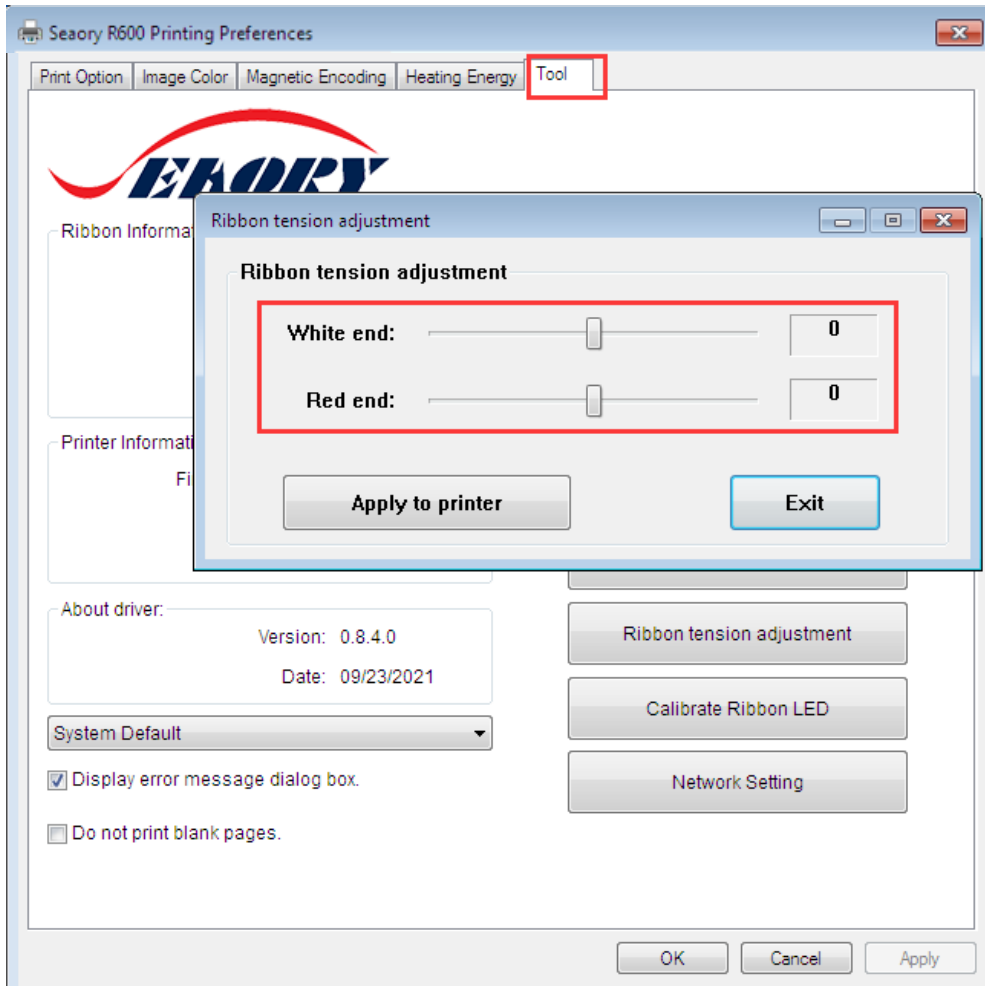 Seaory R600 Printing Preferences
Print Option Image Color Magnetic Encoding Heating Energy Tool
SEAORY
Ribbon Informa
Ribbon tension adjustment
Ribbon tension adjustment
White end: 0
Red end: 0
Apply to printer Exit
Printer Informati
Fi
About driver:
Version: 0.8.4.0
Date: 09/23/2021
System Default
Display error message dialog box.
Do not print blank pages.
Ribbon tension adjustment
Calibrate Ribbon LED
Network Setting
OK Cancel Apply